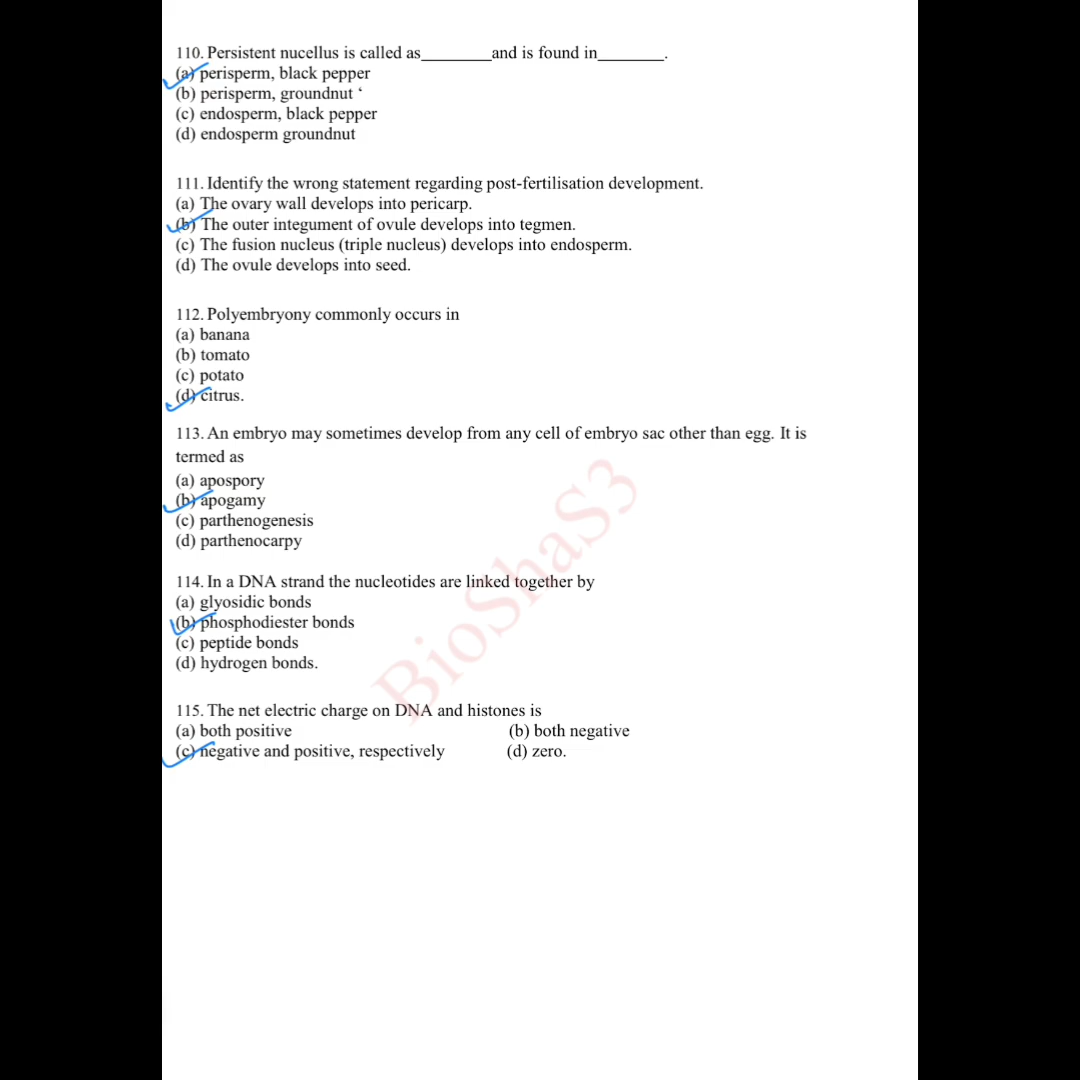 110. Persistent nucellus is called as________and is found in________.
(a) perisperm, black pepper
(b) perisperm, groundnut ‘
(c) endosperm, black pepper
(d) endosperm groundnut
111. Identify the wrong statement regarding post-fertilisation development.
(a) The ovary wall develops into pericarp.
(b) The outer integument of ovule develops into tegmen.
(c) The fusion nucleus (triple nucleus) develops into endosperm.
(d) The ovule develops into seed.
112. Polyembryony commonly occurs in
(a) banana
(b) tomato
(c) potato
(d) citrus.
113. An embryo may sometimes develop from any cell of embryo sac other than egg. It is
termed as
(a) apospory
(b) apogamy
(c) parthenogenesis
(d) parthenocarpy
114. In a DNA strand the nucleotides are linked together by
(a) glyosidic bonds
(b) phosphodiester bonds
(c) peptide bonds
(d) hydrogen bonds.
115. The net electric charge on DNA and histones is
(a) both positive (b) both negative
(c) negative and positive, respectively (d) zero.
BioShaS3